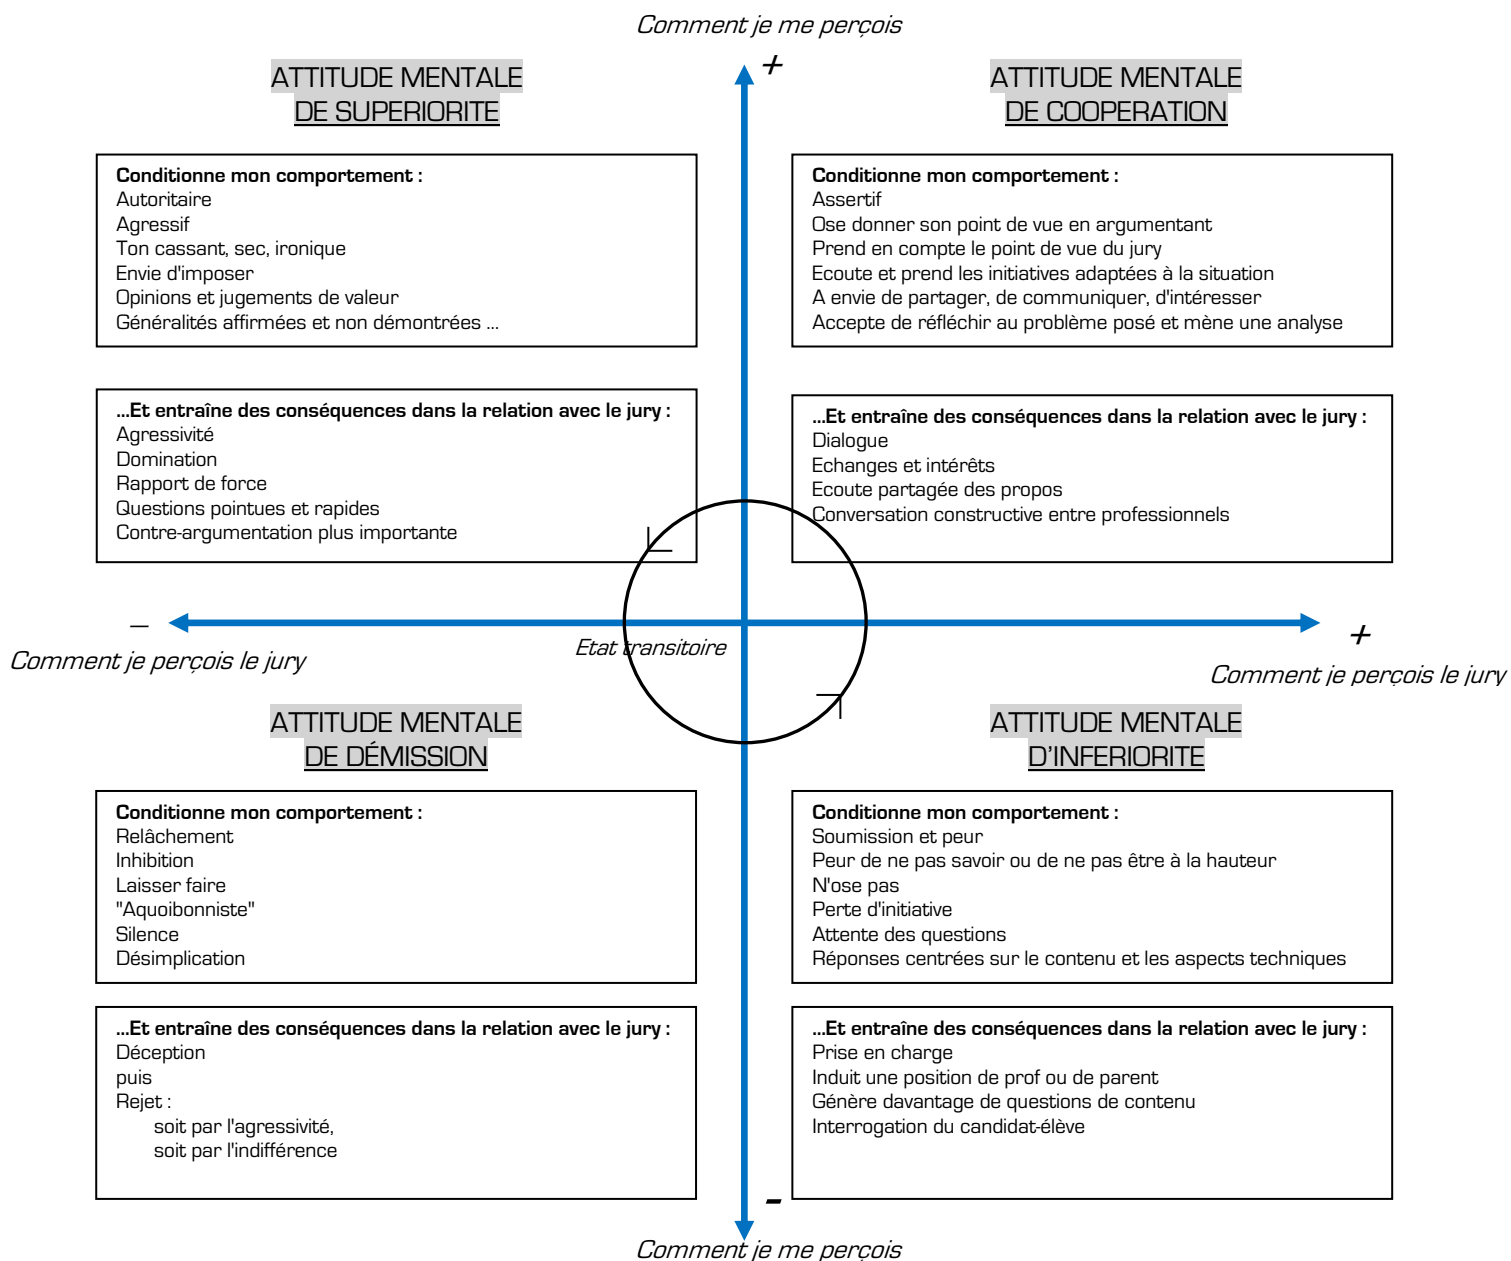 Comment je me perçois
+
ATTITUDE MENTALE
DE SUPERIORITE
Conditionne mon comportement :
Autoritaire
Agressif
Ton cassant, sec, ironique
Envie d'imposer
Opinions et jugements de valeur
Généralités affirmées et non démontrées ...
...Et entraîne des conséquences dans la relation avec le jury :
Agressivité
Domination
Rapport de force
Questions pointues et rapides
Contre-argumentation plus importante
ATTITUDE MENTALE
DE COOPERATION
Conditionne mon comportement :
Assertif
Ose donner son point de vue en argumentant
Prend en compte le point de vue du jury
Ecoute et prend les initiatives adaptées à la situation
A envie de partager, de communiquer, d'intéresser
Accepte de réfléchir au problème posé et mène une analyse
...Et entraîne des conséquences dans la relation avec le jury :
Dialogue
Echanges et intérêts
Ecoute partagée des propos
Conversation constructive entre professionnels
–
Comment je perçois le jury
Etat transitoire
+
Comment je perçois le jury
ATTITUDE MENTALE
DE DÉMISSION
Conditionne mon comportement :
Relâchement
Inhibition
Laisser faire
"Aquoibonniste"
Silence
Désimplication
...Et entraîne des conséquences dans la relation avec le jury :
Déception
puis
Rejet :
soit par l'agressivité,
soit par l'indifférence
ATTITUDE MENTALE
D'INFERIORITE
Conditionne mon comportement :
Soumission et peur
Peur de ne pas savoir ou de ne pas être à la hauteur
N'ose pas
Perte d'initiative
Attente des questions
Réponses centrées sur le contenu et les aspects techniques
...Et entraîne des conséquences dans la relation avec le jury :
Prise en charge
Induit une position de prof ou de parent
Génère davantage de questions de contenu
Interrogation du candidat-élève
-
Comment je me perçois